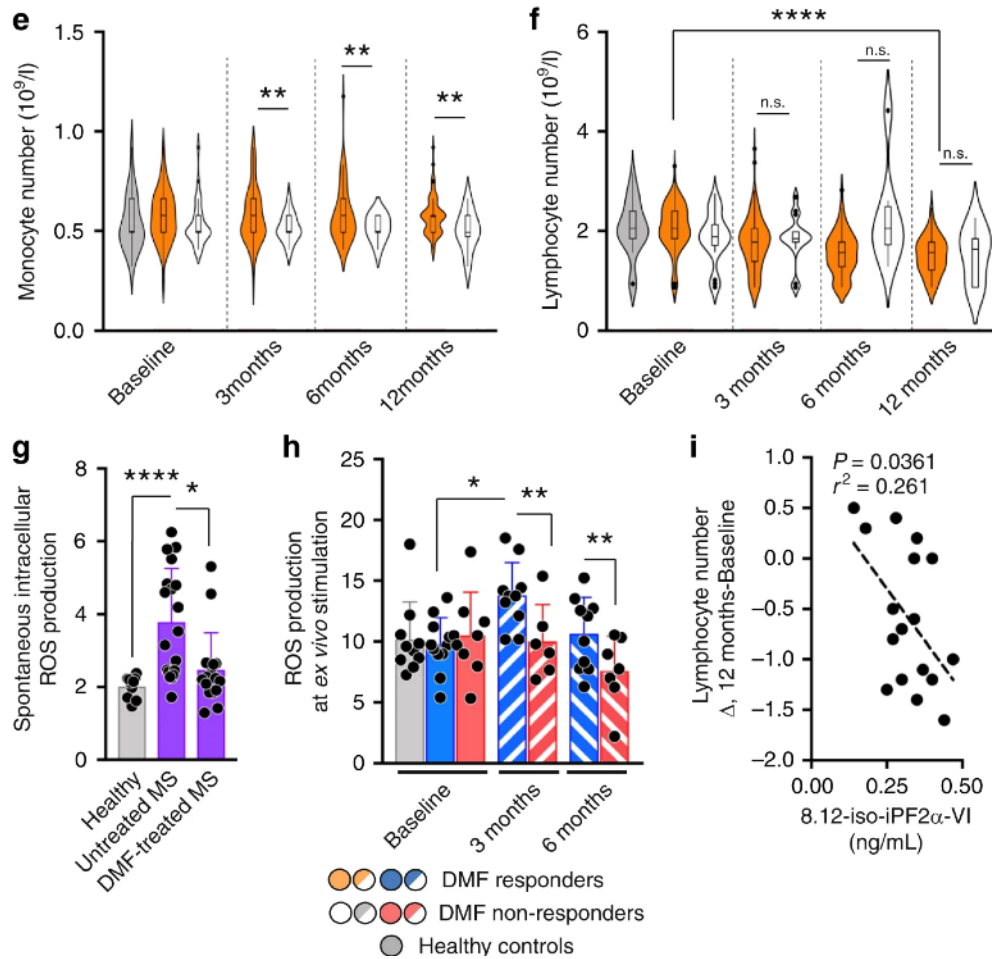 e
Monocyte number (10⁹/l)
1.5
1.0
0.5
0.0
**
**
**
Baseline
3months
6months
12months
f
Lymphocyte number (10⁹/l)
6
4
2
0
****
n.s.
n.s.
n.s.
Baseline
3 months
6 months
12 months
g
Spontaneous intracellular
ROS production
8
6
4
2
0
****
*
Healthy
Untreated MS
DMF-treated MS
h
ROS production
at ex vivo stimulation
25
20
15
10
5
0
*
**
**
Baseline
3 months
6 months
i
Lymphocyte number
Δ, 12 months-Baseline
1.0
0.5
0.0
−0.5
−1.0
−1.5
−2.0
P = 0.0361
r² = 0.261
0.00
0.25
0.50
8.12-iso-iPF2α-VI
(ng/mL)
DMF responders
DMF non-responders
Healthy controls